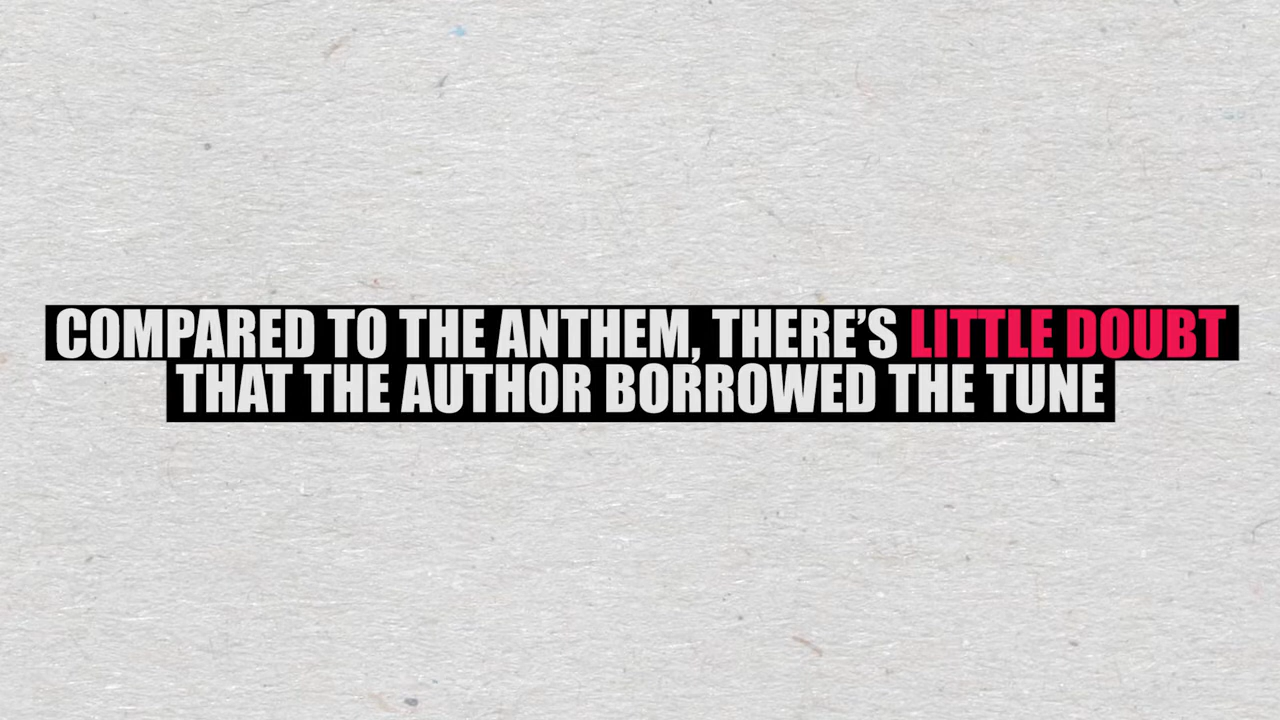 COMPARED TO THE ANTHEM, THERE’S LITTLE DOUBT
THAT THE AUTHOR BORROWED THE TUNE